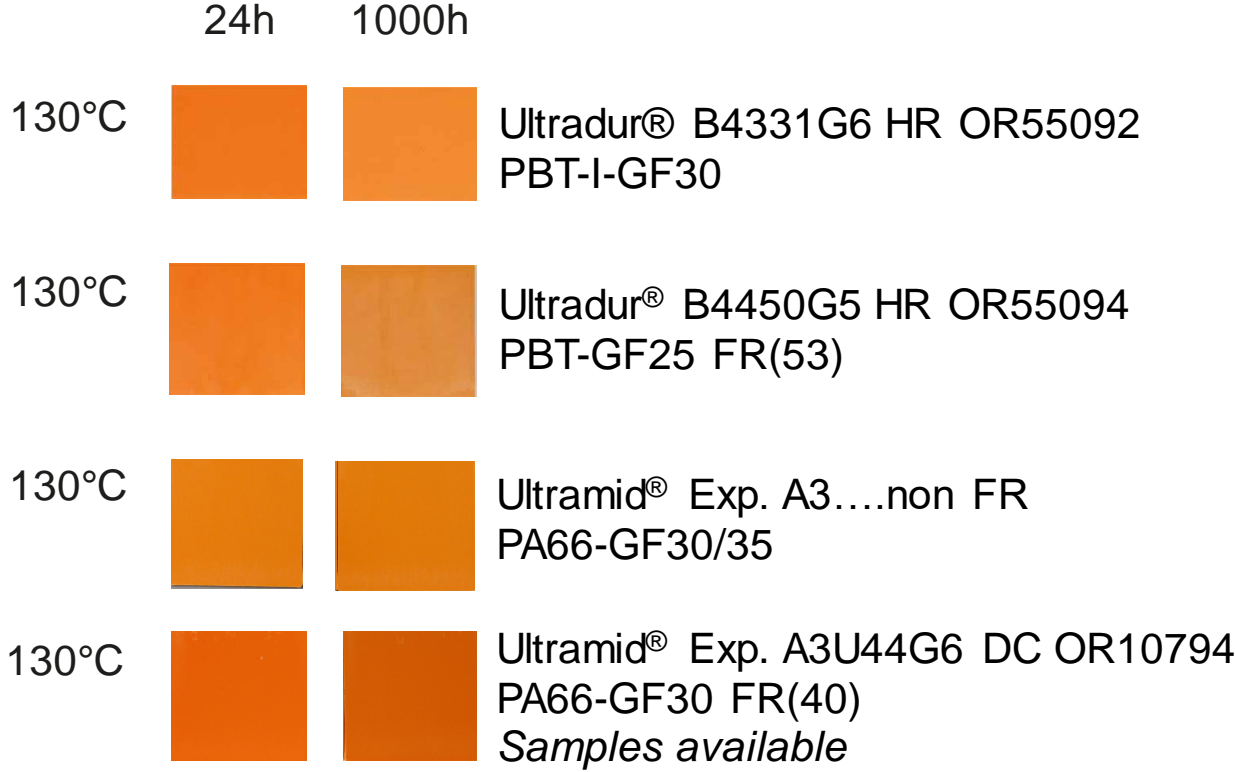 24h 1000h
130°C
Ultradur® B4331G6 HR OR55092
PBT-I-GF30
130°C
Ultradur® B4450G5 HR OR55094
PBT-GF25 FR(53)
130°C
Ultramid® Exp. A3....non FR
PA66-GF30/35
130°C
Ultramid® Exp. A3U44G6 DC OR10794
PA66-GF30 FR(40)
Samples available